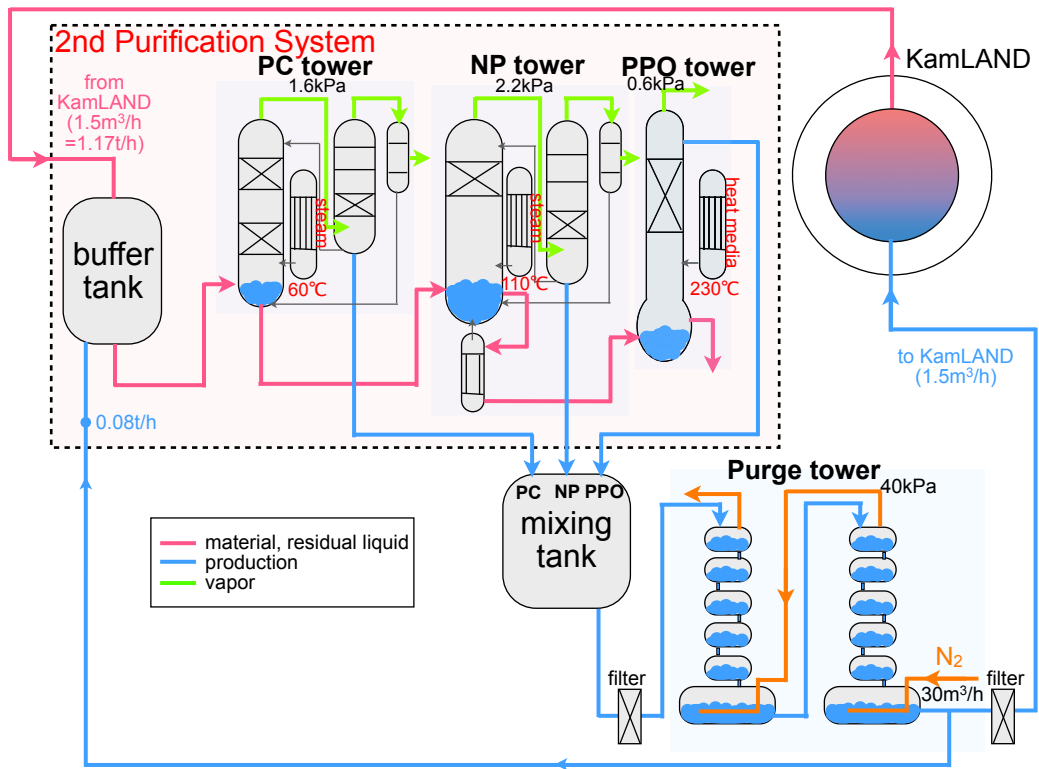 2nd Purification System
PC tower
1.6kPa
NP tower
2.2kPa
PPO tower
0.6kPa
KamLAND
from
KamLAND
(1.5m³/h
=1.17t/h)
buffer
tank
steam
60℃
steam
110℃
heat media
230℃
to KamLAND
(1.5m³/h)
0.08t/h
PC NP PPO
mixing
tank
Purge tower
40kPa
material, residual liquid
production
vapor
filter
N₂
30m³/h
filter